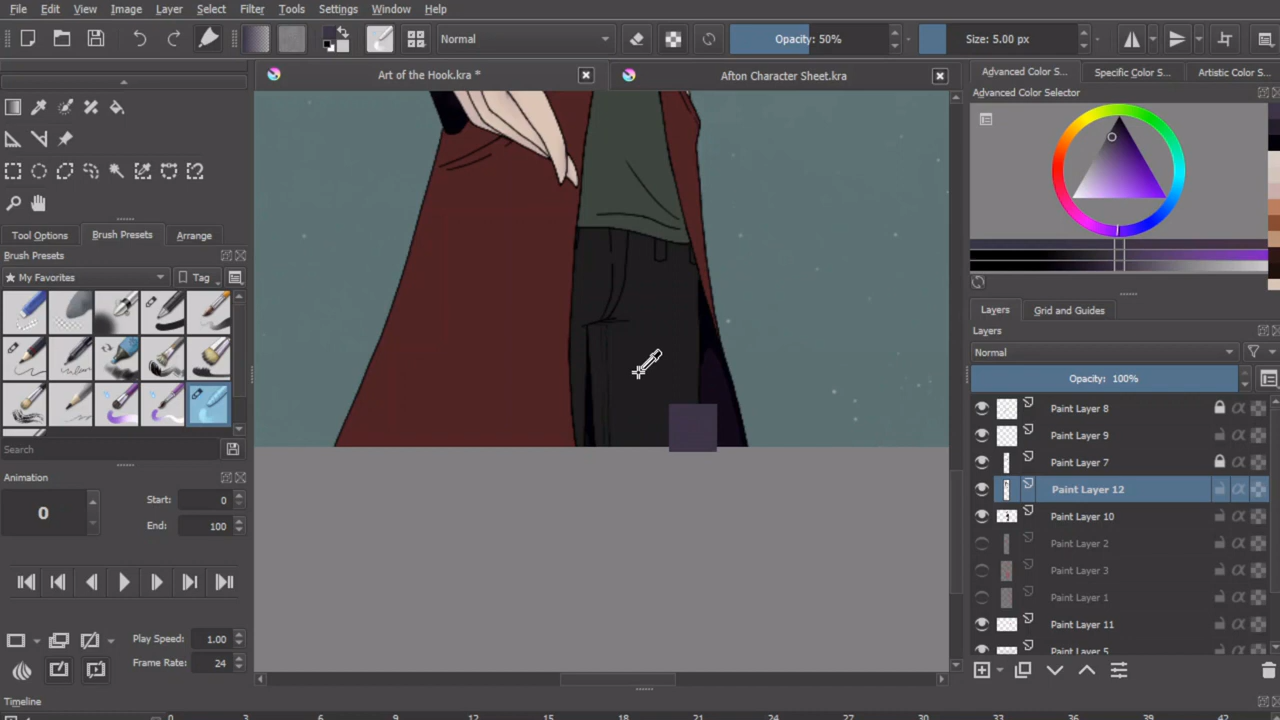 File Edit View Image Layer Select Filter Tools Settings Window Help
Normal Opacity: 50% Size: 5.00 px
Art of the Hook.kra * Afton Character Sheet.kra
Advanced Color S... Specific Color S... Artistic Color S...
Advanced Color Selector
Tool Options Brush Presets Arrange
Brush Presets
My Favorites Tag
Search
Animation
0 Start: 0
End: 100
Play Speed: 1.00
Frame Rate: 24
Timeline
0 3 6 9 12 15 18 21 24 27 30 33 36 39 42
Layers Grid and Guides
Layers
Normal
Opacity: 100%
Paint Layer 8
Paint Layer 9
Paint Layer 7
Paint Layer 12
Paint Layer 10
Paint Layer 2
Paint Layer 3
Paint Layer 1
Paint Layer 11
Paint Layer 5